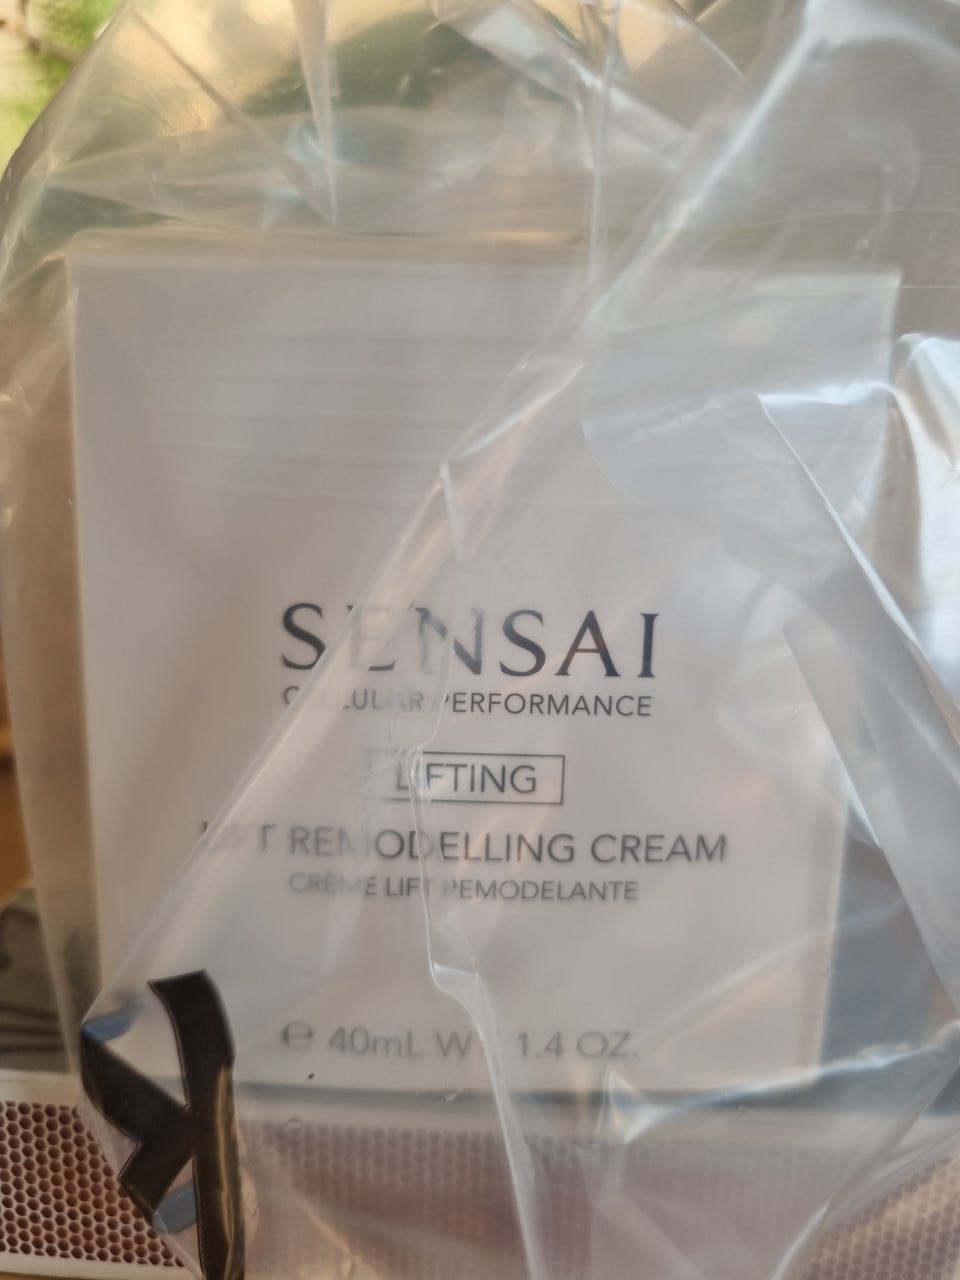 SENSAI
CELLULAR PERFORMANCE
LIFTING
LIFT REMODELLING CREAM
CRÈME LIFT REMODELANTE
℮ 40mL W 1.4 OZ.